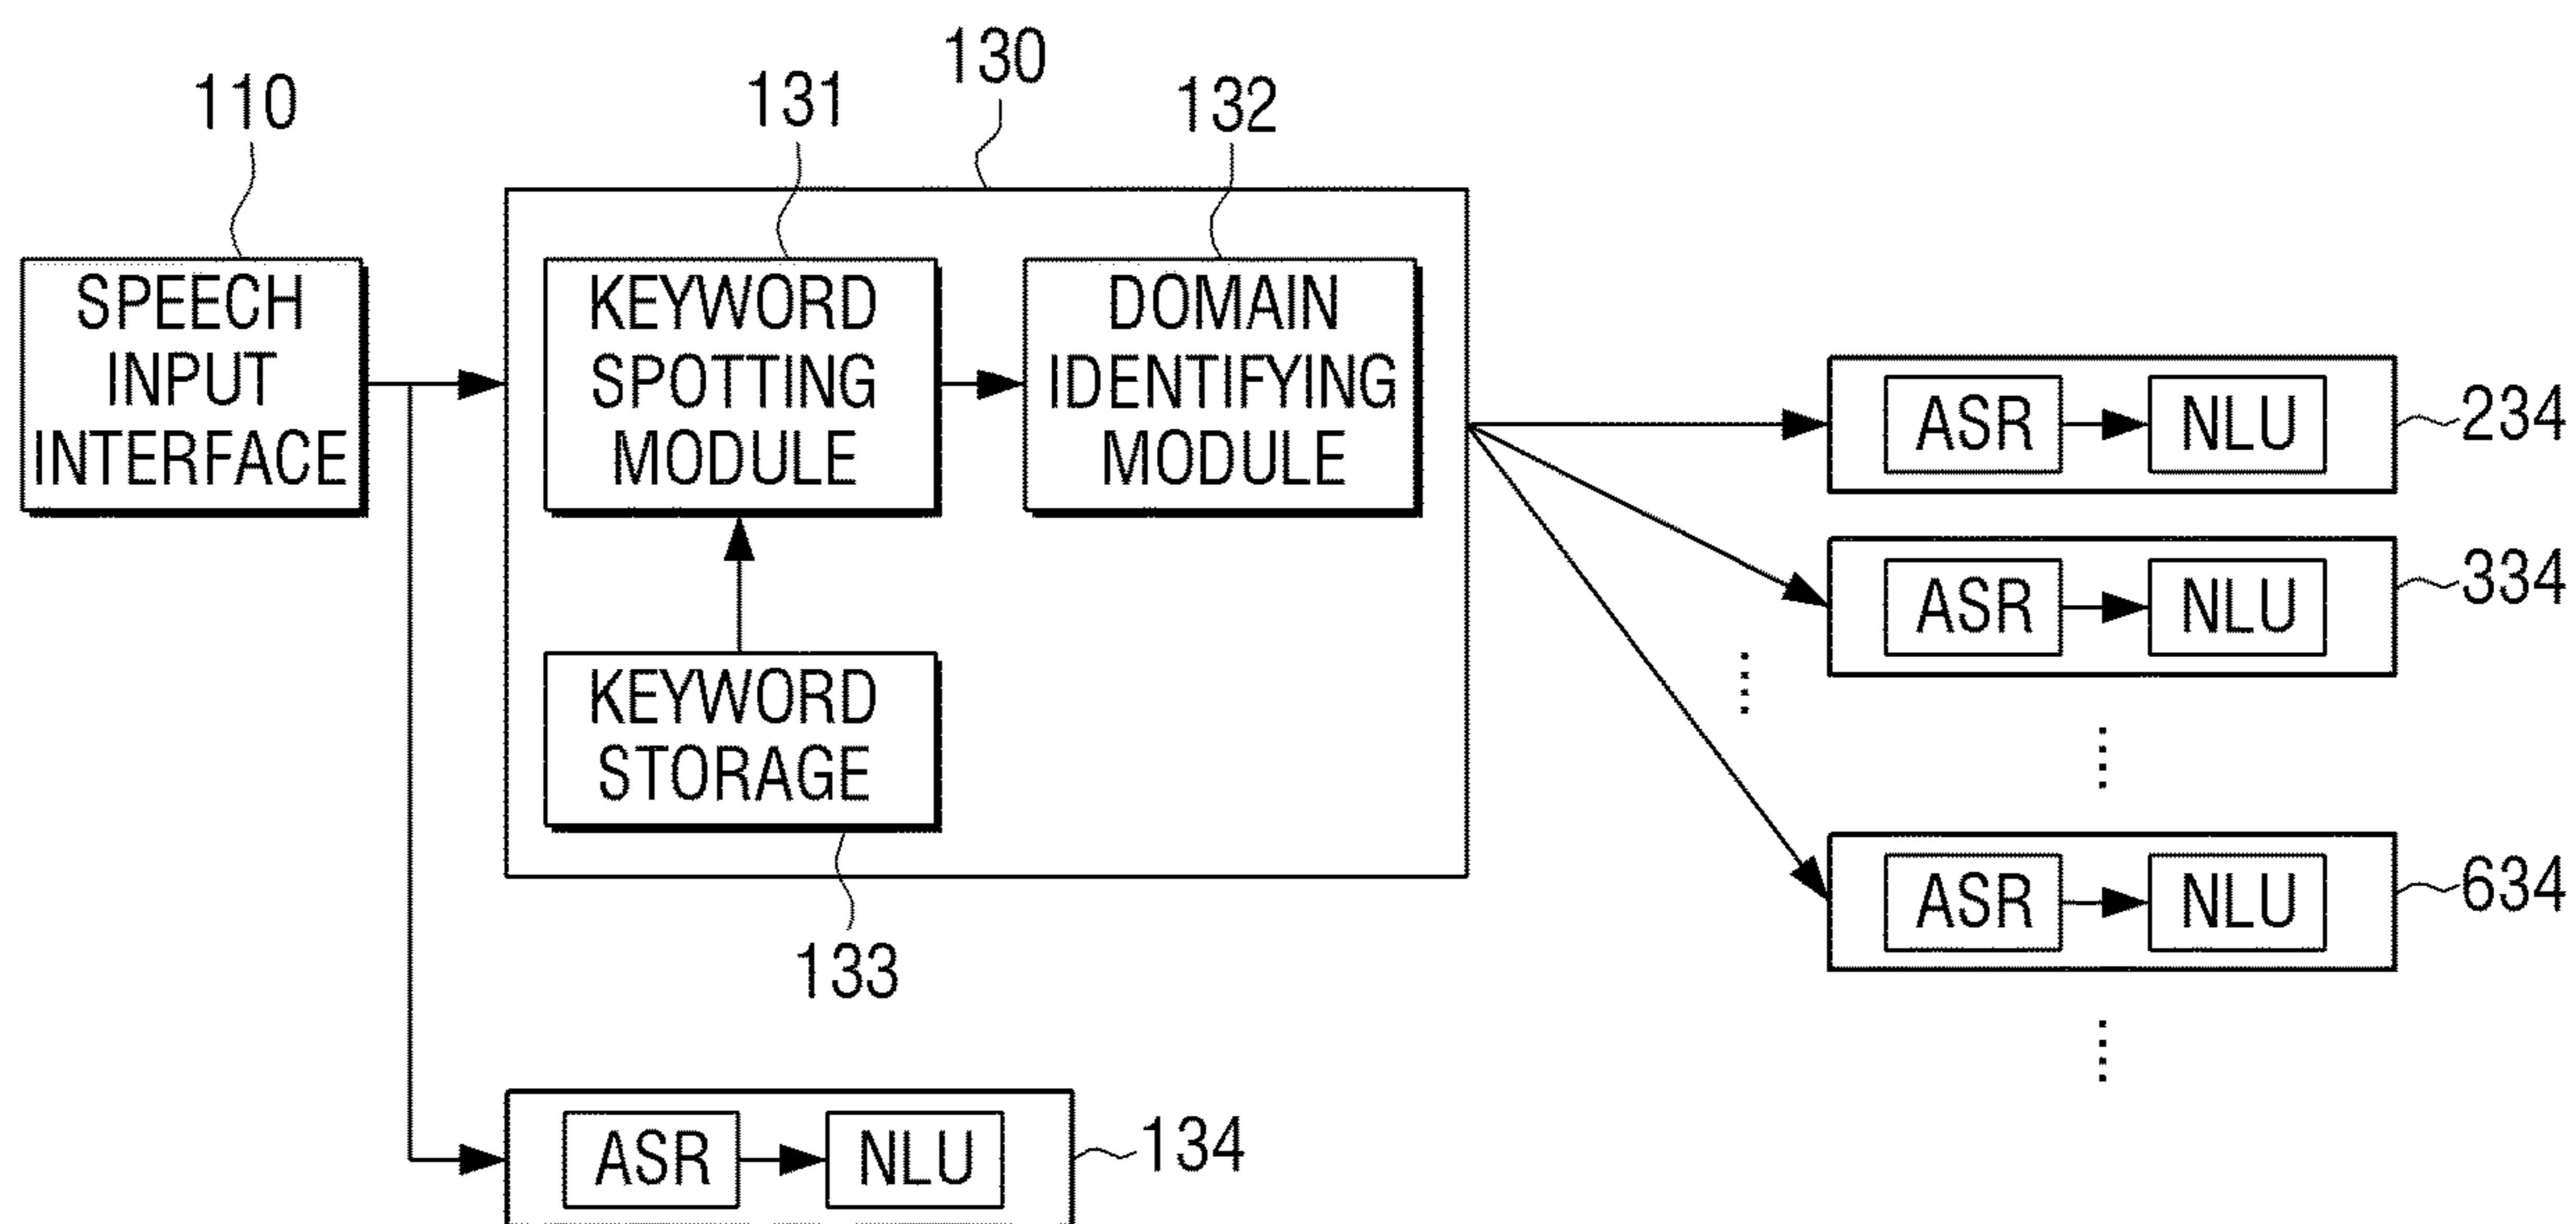 130
110
131
132
SPEECH
INPUT
INTERFACE
KEYWORD
SPOTTING
MODULE
DOMAIN
IDENTIFYING
MODULE
ASR
NLU
234
ASR
NLU
334
KEYWORD
STORAGE
ASR
NLU
634
133
ASR
NLU
134